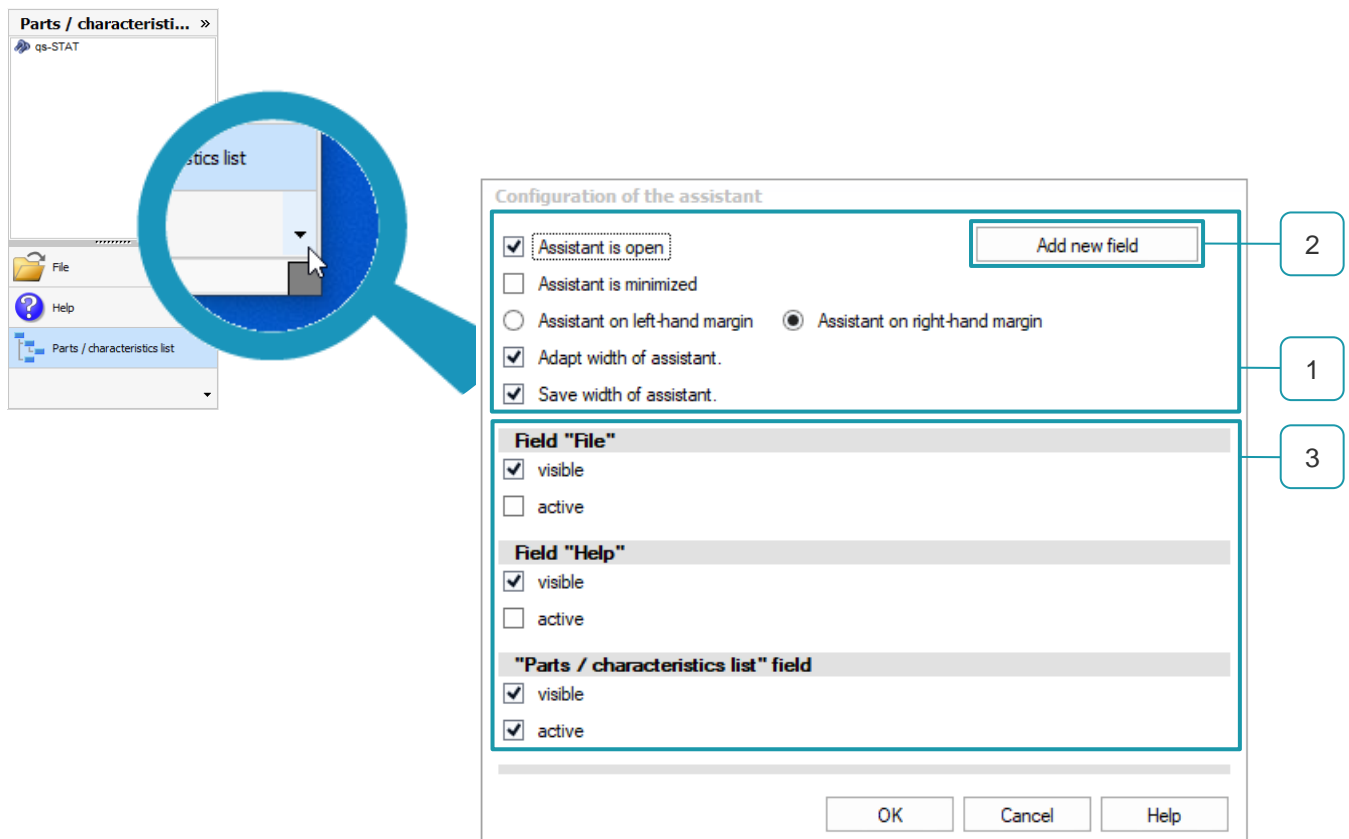 Parts / characteristi... »
qs-STAT
stics list
File
Help
Parts / characteristics list
Configuration of the assistant
Assistant is open
Add new field
2
Assistant is minimized
Assistant on left-hand margin Assistant on right-hand margin
Adapt width of assistant.
1
Save width of assistant.
Field "File"
3
visible
active
Field "Help"
visible
active
"Parts / characteristics list" field
visible
active
OK Cancel Help